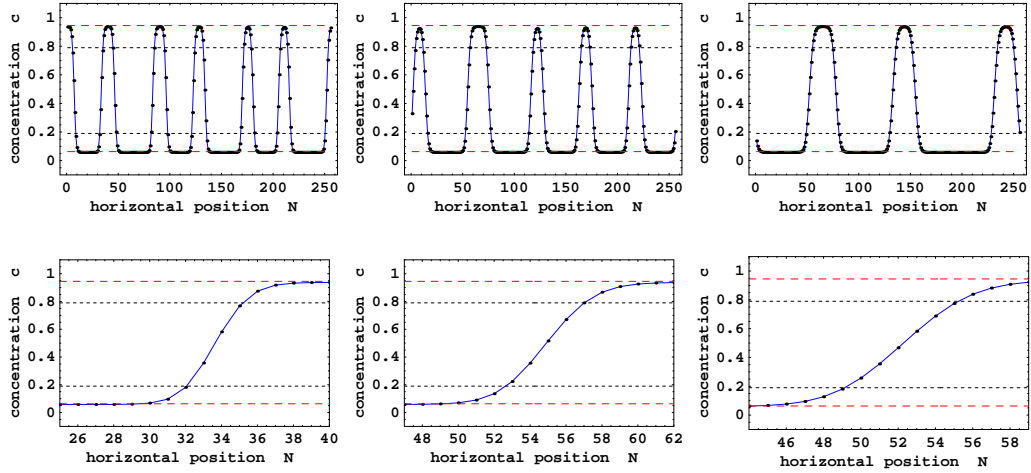 concentration c
1
0.8
0.6
0.4
0.2
0
0 50 100 150 200 250
horizontal position N
concentration c
1
0.8
0.6
0.4
0.2
0
0 50 100 150 200 250
horizontal position N
concentration c
1
0.8
0.6
0.4
0.2
0
0 50 100 150 200 250
horizontal position N
concentration c
1
0.8
0.6
0.4
0.2
0
26 28 30 32 34 36 38 40
horizontal position N
concentration c
1
0.8
0.6
0.4
0.2
0
48 50 52 54 56 58 60 62
horizontal position N
concentration c
1
0.8
0.6
0.4
0.2
0
46 48 50 52 54 56 58
horizontal position N